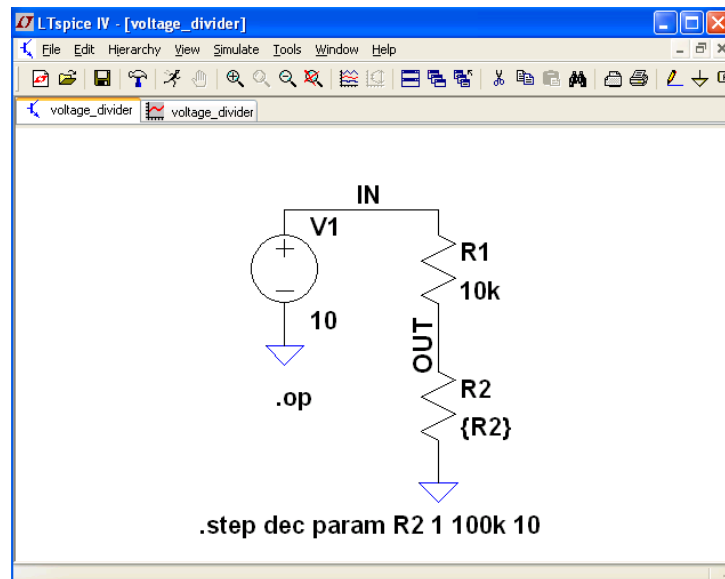 LTspice IV - [voltage_divider]
File Edit Hierarchy View Simulate Tools Window Help
voltage_divider voltage_divider
IN
V1
R1
10k
10
OUT
R2
.op
{R2}
.step dec param R2 1 100k 10